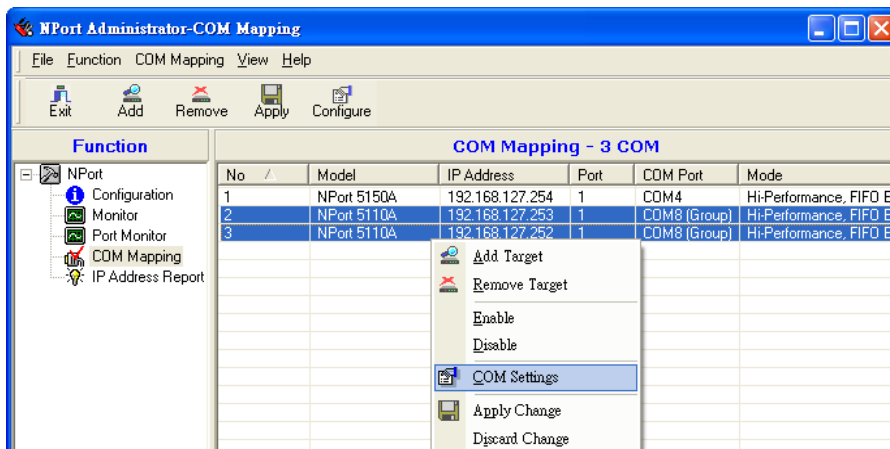 NPort Administrator-COM Mapping
File Function COM Mapping View Help
Exit Add Remove Apply Configure
Function
COM Mapping - 3 COM
NPort
Configuration
Monitor
Port Monitor
COM Mapping
IP Address Report
No Model IP Address Port COM Port Mode
1 NPort 5150A 192.168.127.254 1 COM4 Hi-Performance, FIFO E
2 NPort 5110A 192.168.127.253 1 COM8 (Group) Hi-Performance, FIFO E
3 NPort 5110A 192.168.127.252 1 COM8 (Group) Hi-Performance, FIFO E
Add Target
Remove Target
Enable
Disable
COM Settings
Apply Change
Discard Change